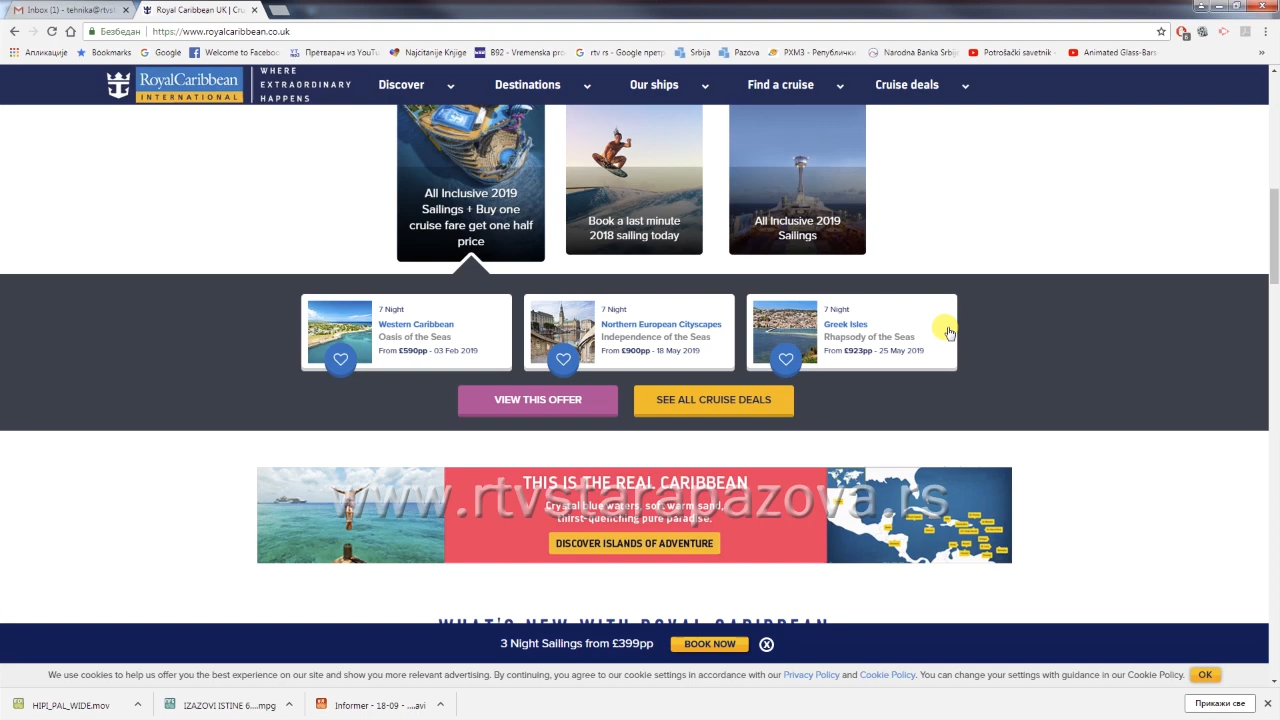 Inbox (1) - tehnika@rtvst
Royal Caribbean UK | Cru
Безбедан | https://www.royalcaribbean.co.uk
Апликације
Bookmarks
Google
Welcome to Faceboo
Претварач из YouTu
Najčitanije Knjige
B92 - Vremenska pro
rtv rs - Google претр
Srbija
Pazova
РХМЗ - Републички
Narodna Banka Srbije
Potrošački savetnik -
Animated Glass-Bars-
RoyalCaribbean
INTERNATIONAL
WHERE
EXTRAORDINARY
HAPPENS
Discover
Destinations
Our ships
Find a cruise
Cruise deals
All Inclusive 2019
Sailings + Buy one
cruise fare get one half
price
Book a last minute
2018 sailing today
All Inclusive 2019
Sailings
7 Night
Western Caribbean
Oasis of the Seas
From £590pp - 03 Feb 2019
7 Night
Northern European Cityscapes
Independence of the Seas
From £900pp - 18 May 2019
7 Night
Greek Isles
Rhapsody of the Seas
From £923pp - 25 May 2019
VIEW THIS OFFER
SEE ALL CRUISE DEALS
THIS IS THE REAL CARIBBEAN
www.rtvstarapazova.rs
Crystal blue waters, soft warm sand,
thirst-quenching pure paradise.
DISCOVER ISLANDS OF ADVENTURE
WHAT'S NEW WITH ROYAL CARIBBEAN
3 Night Sailings from £399pp
BOOK NOW
We use cookies to help us offer you the best experience on our site and show you more relevant advertising. By continuing, you agree to our cookie settings in accordance with our Privacy Policy and Cookie Policy. You can change your settings with guidance in our Cookie Policy.
OK
HIPI_PAL_WIDE.mov
IZAZOVI ISTINE 6....mpg
Informer - 18-09 - ....avi
Прикажи све